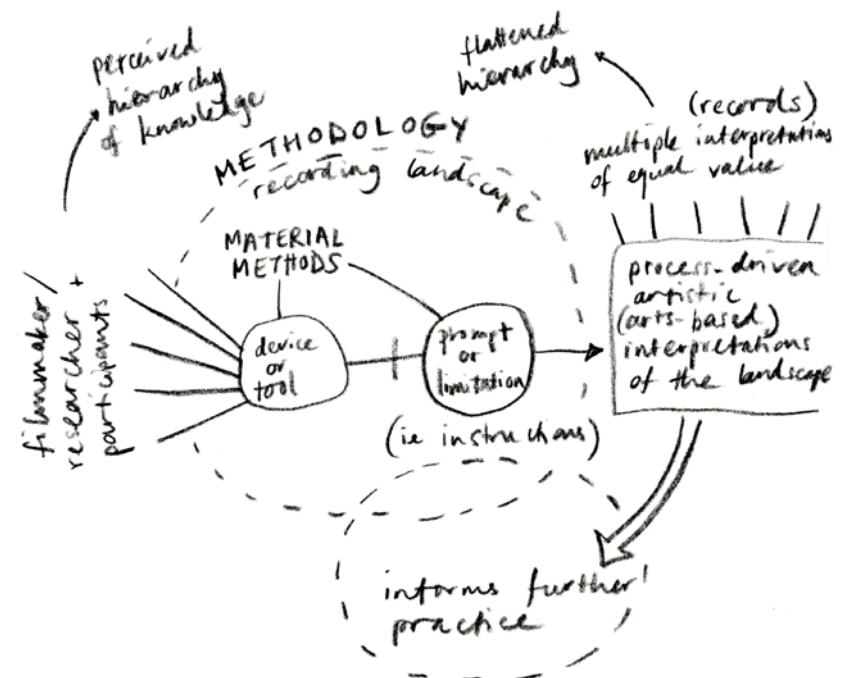 perceived
hierarchy
of knowledge
flattened
hierarchy
(records)
multiple interpretations
of equal value
METHODOLOGY
recording landscape
MATERIAL
METHODS
filmmaker/
researcher +
participants
device
or
tool
prompt
or
limitation
(ie instructions)
process-driven
artistic
(arts-based)
interpretations
of the landscape
informs further
practice